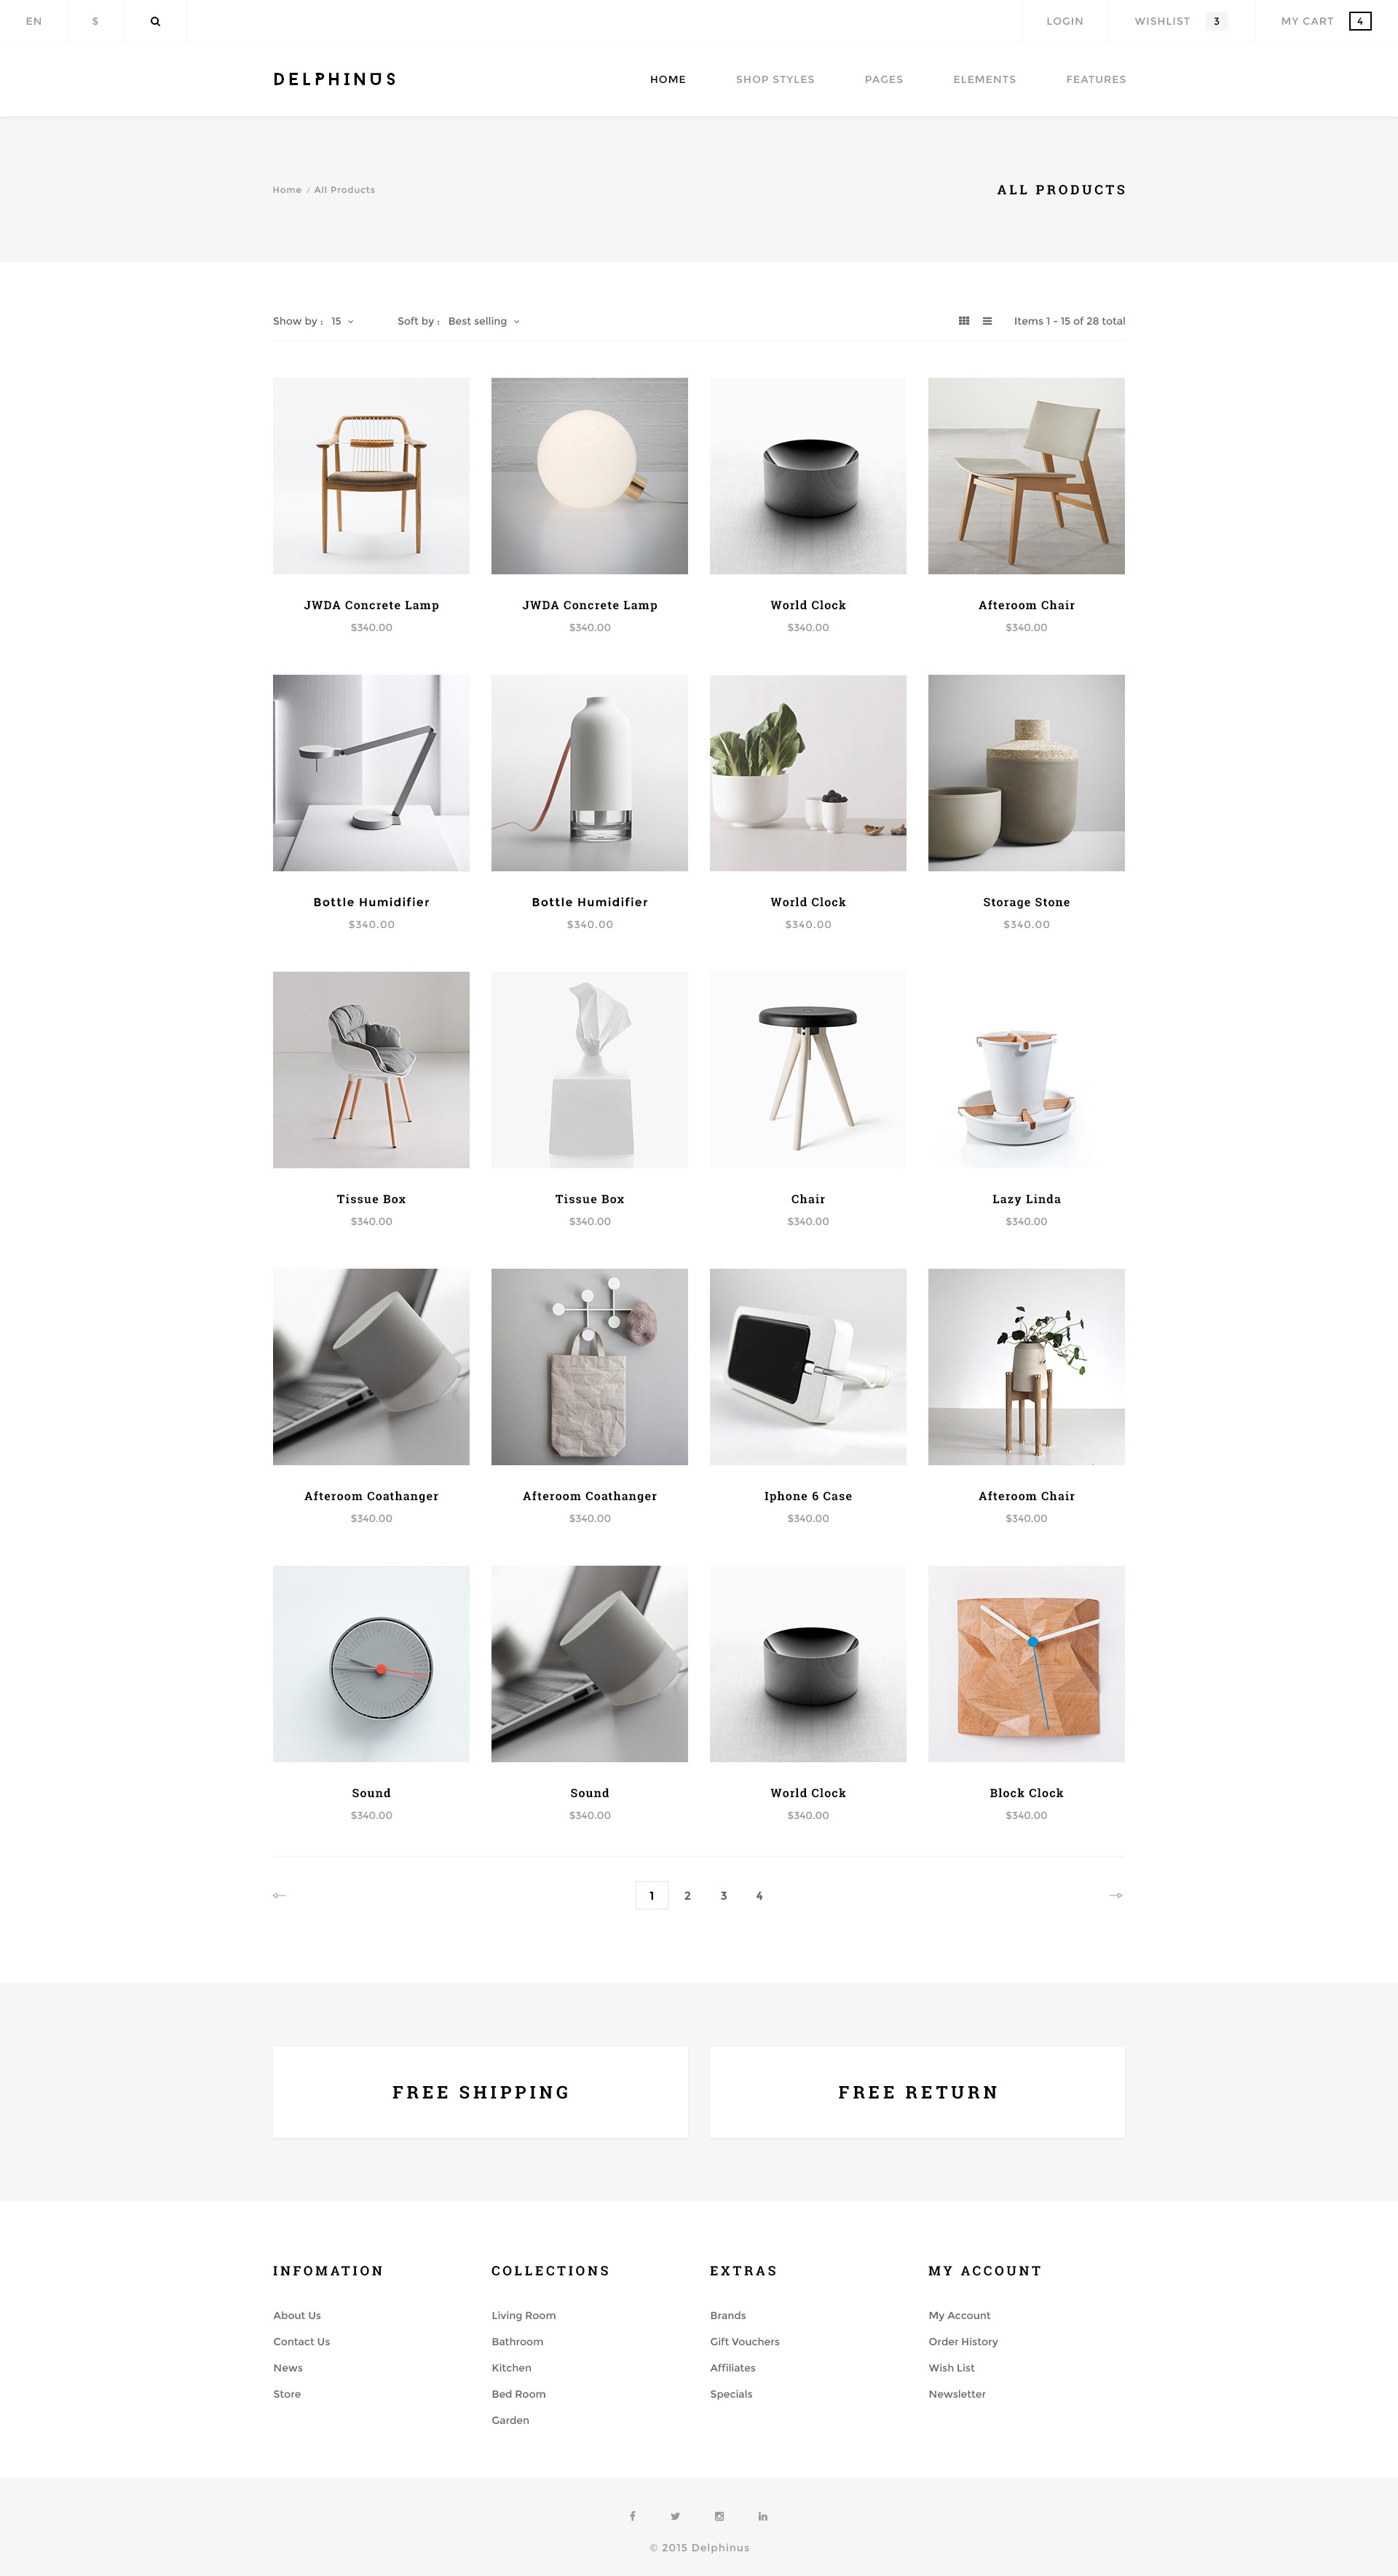 EN $ LOGIN WISHLIST 3 MY CART 4
DELPHINUS HOME SHOP STYLES PAGES ELEMENTS FEATURES
Home / All Products ALL PRODUCTS
Show by : 15 Soft by : Best selling Items 1 - 15 of 28 total
JWDA Concrete Lamp JWDA Concrete Lamp World Clock Afteroom Chair
$340.00 $340.00 $340.00 $340.00
Bottle Humidifier Bottle Humidifier World Clock Storage Stone
$340.00 $340.00 $340.00 $340.00
Tissue Box Tissue Box Chair Lazy Linda
$340.00 $340.00 $340.00 $340.00
Afteroom Coathanger Afteroom Coathanger Iphone 6 Case Afteroom Chair
$340.00 $340.00 $340.00 $340.00
Sound Sound World Clock Block Clock
$340.00 $340.00 $340.00 $340.00
1 2 3 4
FREE SHIPPING FREE RETURN
INFOMATION
About Us
Contact Us
News
Store
COLLECTIONS
Living Room
Bathroom
Kitchen
Bed Room
Garden
EXTRAS
Brands
Gift Vouchers
Affiliates
Specials
MY ACCOUNT
My Account
Order History
Wish List
Newsletter
© 2015 Delphinus